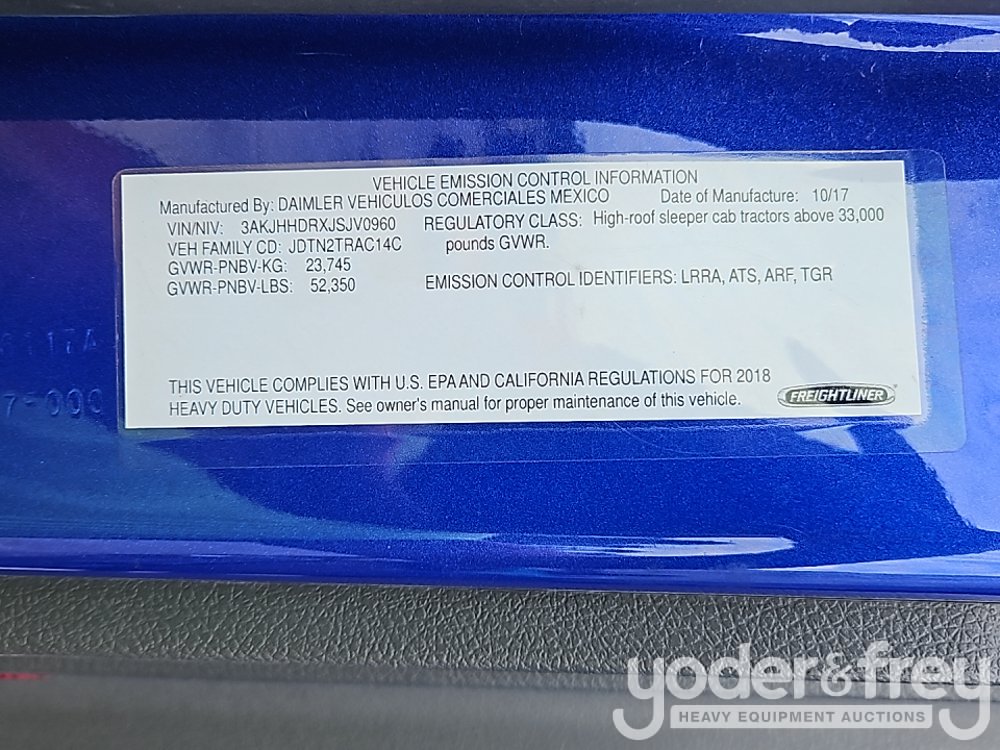 VEHICLE EMISSION CONTROL INFORMATION
Manufactured By: DAIMLER VEHICULOS COMERCIALES MEXICO Date of Manufacture: 10/17
VIN/NIV: 3AKJHHDRXJSJV0960 REGULATORY CLASS: High-roof sleeper cab tractors above 33,000
VEH FAMILY CD: JDTN2TRAC14C pounds GVWR.
GVWR-PNBV-KG: 23,745
GVWR-PNBV-LBS: 52,350 EMISSION CONTROL IDENTIFIERS: LRRA, ATS, ARF, TGR
THIS VEHICLE COMPLIES WITH U.S. EPA AND CALIFORNIA REGULATIONS FOR 2018
HEAVY DUTY VEHICLES. See owner's manual for proper maintenance of this vehicle.
FREIGHTLINER
7-000
yoder&frey
HEAVY EQUIPMENT AUCTIONS